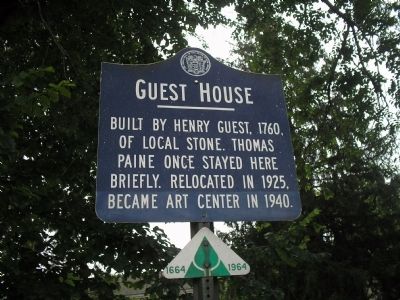 GUEST HOUSE
BUILT BY HENRY GUEST, 1760,
OF LOCAL STONE. THOMAS
PAINE ONCE STAYED HERE
BRIEFLY. RELOCATED IN 1925,
BECAME ART CENTER IN 1940.
1664 1964